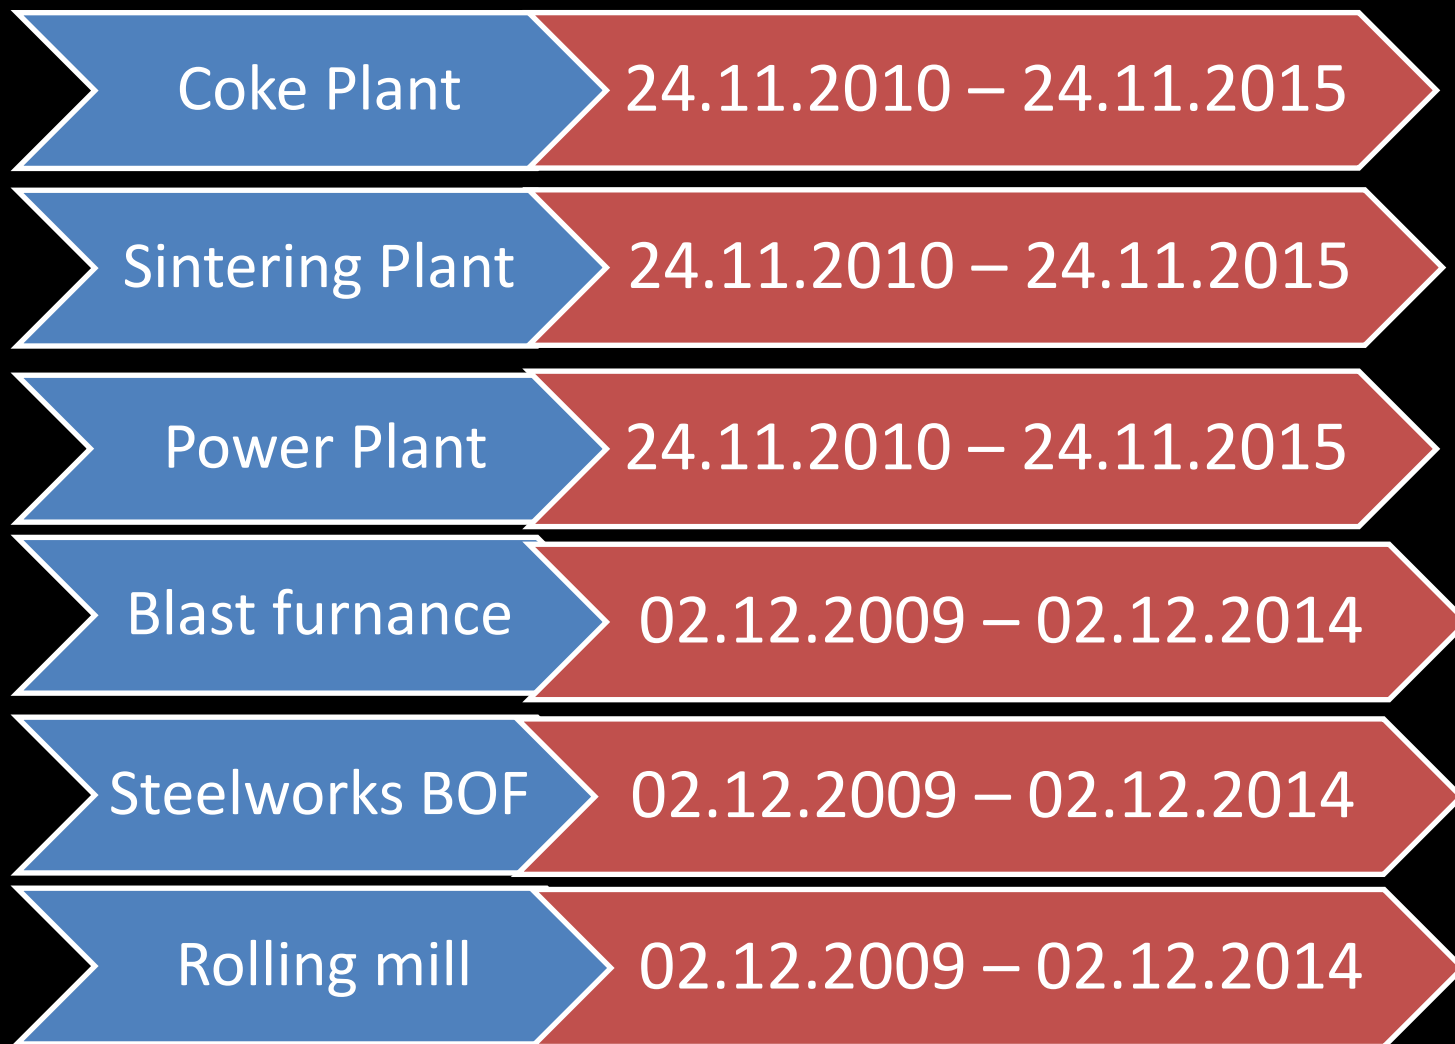 Coke Plant 24.11.2010 – 24.11.2015
Sintering Plant 24.11.2010 – 24.11.2015
Power Plant 24.11.2010 – 24.11.2015
Blast furnance 02.12.2009 – 02.12.2014
Steelworks BOF 02.12.2009 – 02.12.2014
Rolling mill 02.12.2009 – 02.12.2014